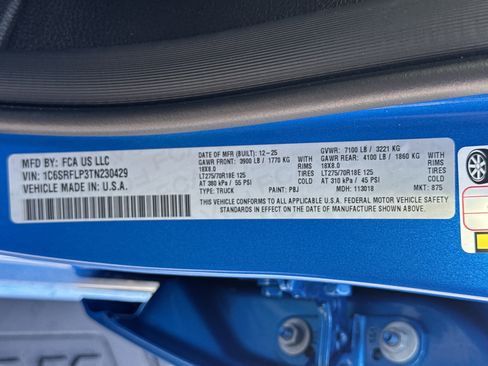 MFD BY: FCA US LLC
VIN: 1C6SRFLP3TN230429
VEHICLE MADE IN U.S.A.
DATE OF MFR (BUILT): 12-25
GAWR FRONT: 3900 LB / 1770 KG WITH
18X8.0 RIMS
LT275/70R18E 125 TIRES
AT 380 kPa / 55 PSI COLD
TYPE: TRUCK PAINT: PBJ
GVWR: 7100 LB / 3221 KG
GAWR REAR: 4100 LB / 1860 KG WITH
18X8.0 RIMS
LT275/70R18E 125 TIRES
AT 310 kPa / 45 PSI COLD
MDH: 113018 MKT: 875
THIS VEHICLE CONFORMS TO ALL APPLICABLE U.S.A. FEDERAL MOTOR VEHICLE SAFETY
STANDARDS IN EFFECT ON THE DATE OF MANUFACTURE SHOWN ABOVE.